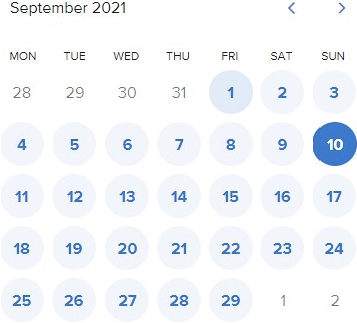 September 2021
MON TUE WED THU FRI SAT SUN
28 29 30 31 1 2 3
4 5 6 7 8 9 10
11 12 13 14 15 16 17
18 19 20 21 22 23 24
25 26 27 28 29 1 2